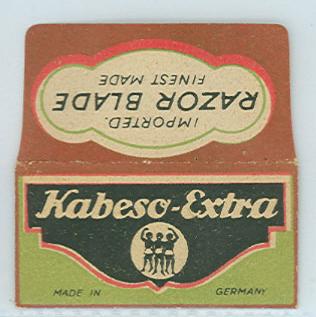 IMPORTED.
RAZOR BLADE
FINEST MADE
Kabeso-Extra
MADE IN GERMANY